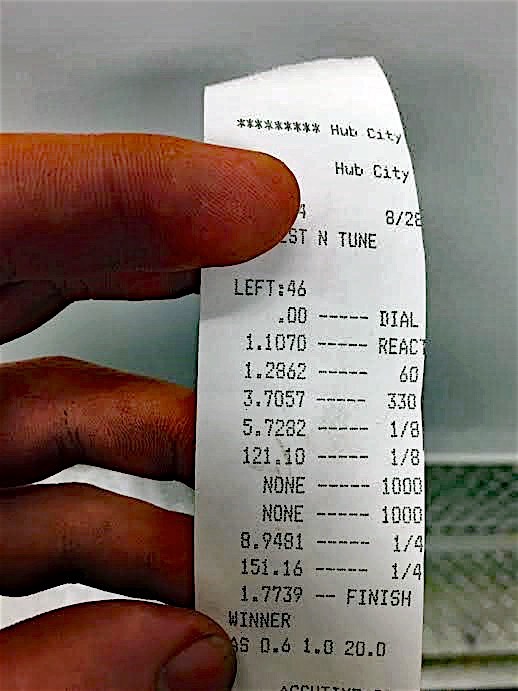 ********* Hub City
Hub City
4 8/28
EST N TUNE
LEFT:46
.00 ----- DIAL
1.1070 ----- REACT
1.2862 ----- 60
3.7057 ----- 330
5.7282 ----- 1/8
121.10 ----- 1/8
NONE ----- 1000
NONE ----- 1000
8.9481 ----- 1/4
151.16 ----- 1/4
1.7739 -- FINISH
WINNER
AS 0.6 1.0 20.0